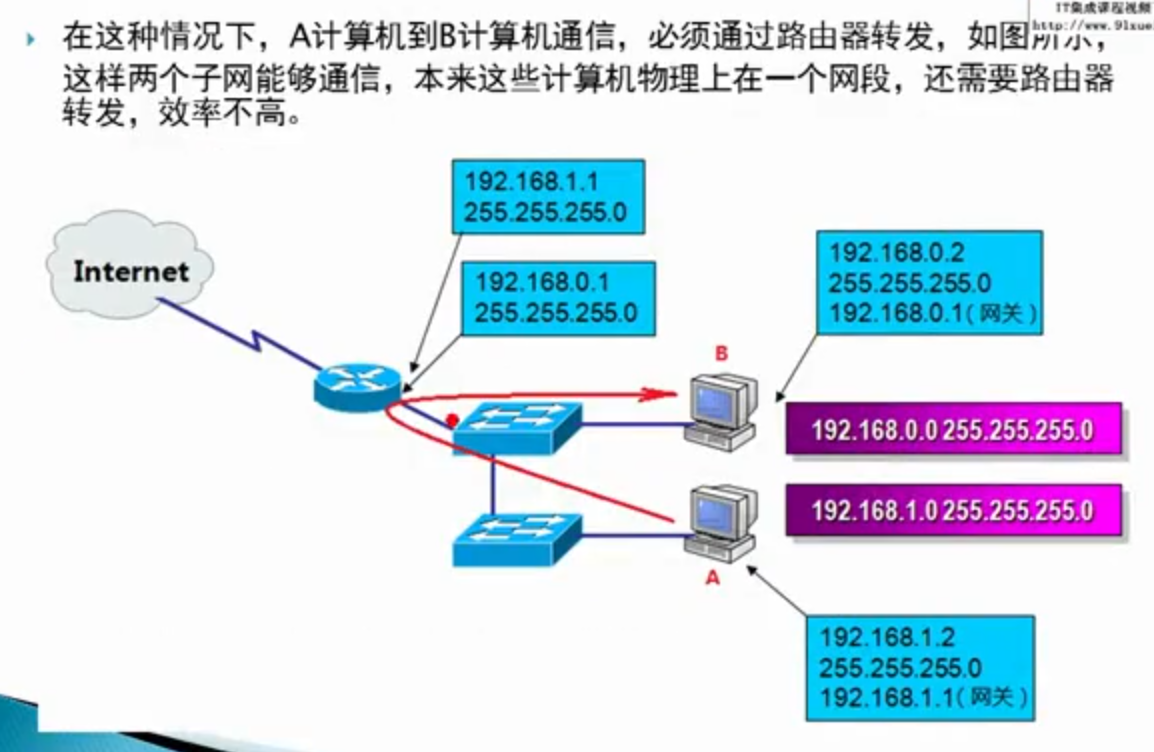 IT集成课程视频
http://www.91xue
在这种情况下，A计算机到B计算机通信，必须通过路由器转发，如图所示，
这样两个子网能够通信，本来这些计算机物理上在一个网段，还需要路由器
转发，效率不高。
192.168.1.1
255.255.255.0
192.168.0.1
255.255.255.0
Internet
192.168.0.2
255.255.255.0
192.168.0.1(网关)
B
192.168.0.0 255.255.255.0
192.168.1.0 255.255.255.0
A
192.168.1.2
255.255.255.0
192.168.1.1(网关)